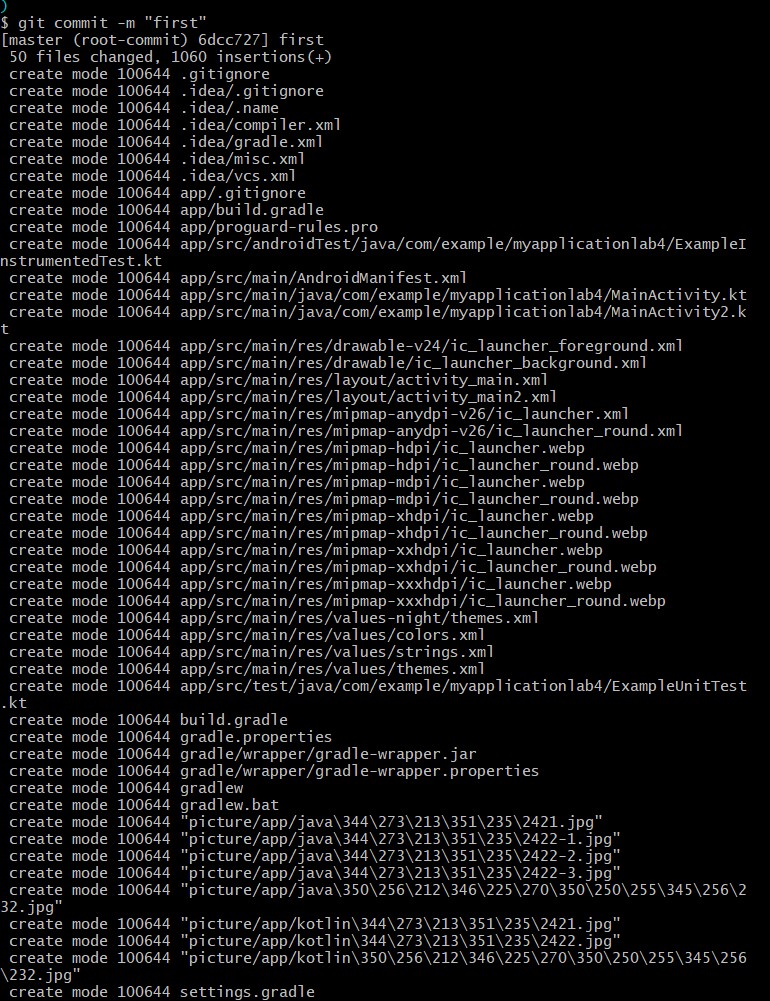 )
$ git commit -m "first"
[master (root-commit) 6dcc727] first
 50 files changed, 1060 insertions(+)
 create mode 100644 .gitignore
 create mode 100644 .idea/.gitignore
 create mode 100644 .idea/.name
 create mode 100644 .idea/compiler.xml
 create mode 100644 .idea/gradle.xml
 create mode 100644 .idea/misc.xml
 create mode 100644 .idea/vcs.xml
 create mode 100644 app/.gitignore
 create mode 100644 app/build.gradle
 create mode 100644 app/proguard-rules.pro
 create mode 100644 app/src/androidTest/java/com/example/myapplicationlab4/ExampleI
nstrumentedTest.kt
 create mode 100644 app/src/main/AndroidManifest.xml
 create mode 100644 app/src/main/java/com/example/myapplicationlab4/MainActivity.kt
 create mode 100644 app/src/main/java/com/example/myapplicationlab4/MainActivity2.k
t
 create mode 100644 app/src/main/res/drawable-v24/ic_launcher_foreground.xml
 create mode 100644 app/src/main/res/drawable/ic_launcher_background.xml
 create mode 100644 app/src/main/res/layout/activity_main.xml
 create mode 100644 app/src/main/res/layout/activity_main2.xml
 create mode 100644 app/src/main/res/mipmap-anydpi-v26/ic_launcher.xml
 create mode 100644 app/src/main/res/mipmap-anydpi-v26/ic_launcher_round.xml
 create mode 100644 app/src/main/res/mipmap-hdpi/ic_launcher.webp
 create mode 100644 app/src/main/res/mipmap-hdpi/ic_launcher_round.webp
 create mode 100644 app/src/main/res/mipmap-mdpi/ic_launcher.webp
 create mode 100644 app/src/main/res/mipmap-mdpi/ic_launcher_round.webp
 create mode 100644 app/src/main/res/mipmap-xhdpi/ic_launcher.webp
 create mode 100644 app/src/main/res/mipmap-xhdpi/ic_launcher_round.webp
 create mode 100644 app/src/main/res/mipmap-xxhdpi/ic_launcher.webp
 create mode 100644 app/src/main/res/mipmap-xxhdpi/ic_launcher_round.webp
 create mode 100644 app/src/main/res/mipmap-xxxhdpi/ic_launcher.webp
 create mode 100644 app/src/main/res/mipmap-xxxhdpi/ic_launcher_round.webp
 create mode 100644 app/src/main/res/values-night/themes.xml
 create mode 100644 app/src/main/res/values/colors.xml
 create mode 100644 app/src/main/res/values/strings.xml
 create mode 100644 app/src/main/res/values/themes.xml
 create mode 100644 app/src/test/java/com/example/myapplicationlab4/ExampleUnitTest
.kt
 create mode 100644 build.gradle
 create mode 100644 gradle.properties
 create mode 100644 gradle/wrapper/gradle-wrapper.jar
 create mode 100644 gradle/wrapper/gradle-wrapper.properties
 create mode 100644 gradlew
 create mode 100644 gradlew.bat
 create mode 100644 "picture/app/java\344\273\213\351\235\2421.jpg"
 create mode 100644 "picture/app/java\344\273\213\351\235\2422-1.jpg"
 create mode 100644 "picture/app/java\344\273\213\351\235\2422-2.jpg"
 create mode 100644 "picture/app/java\344\273\213\351\235\2422-3.jpg"
 create mode 100644 "picture/app/java\350\256\212\346\225\270\350\250\255\345\256\2
32.jpg"
 create mode 100644 "picture/app/kotlin\344\273\213\351\235\2421.jpg"
 create mode 100644 "picture/app/kotlin\344\273\213\351\235\2422.jpg"
 create mode 100644 "picture/app/kotlin\350\256\212\346\225\270\350\250\255\345\256
\232.jpg"
 create mode 100644 settings.gradle